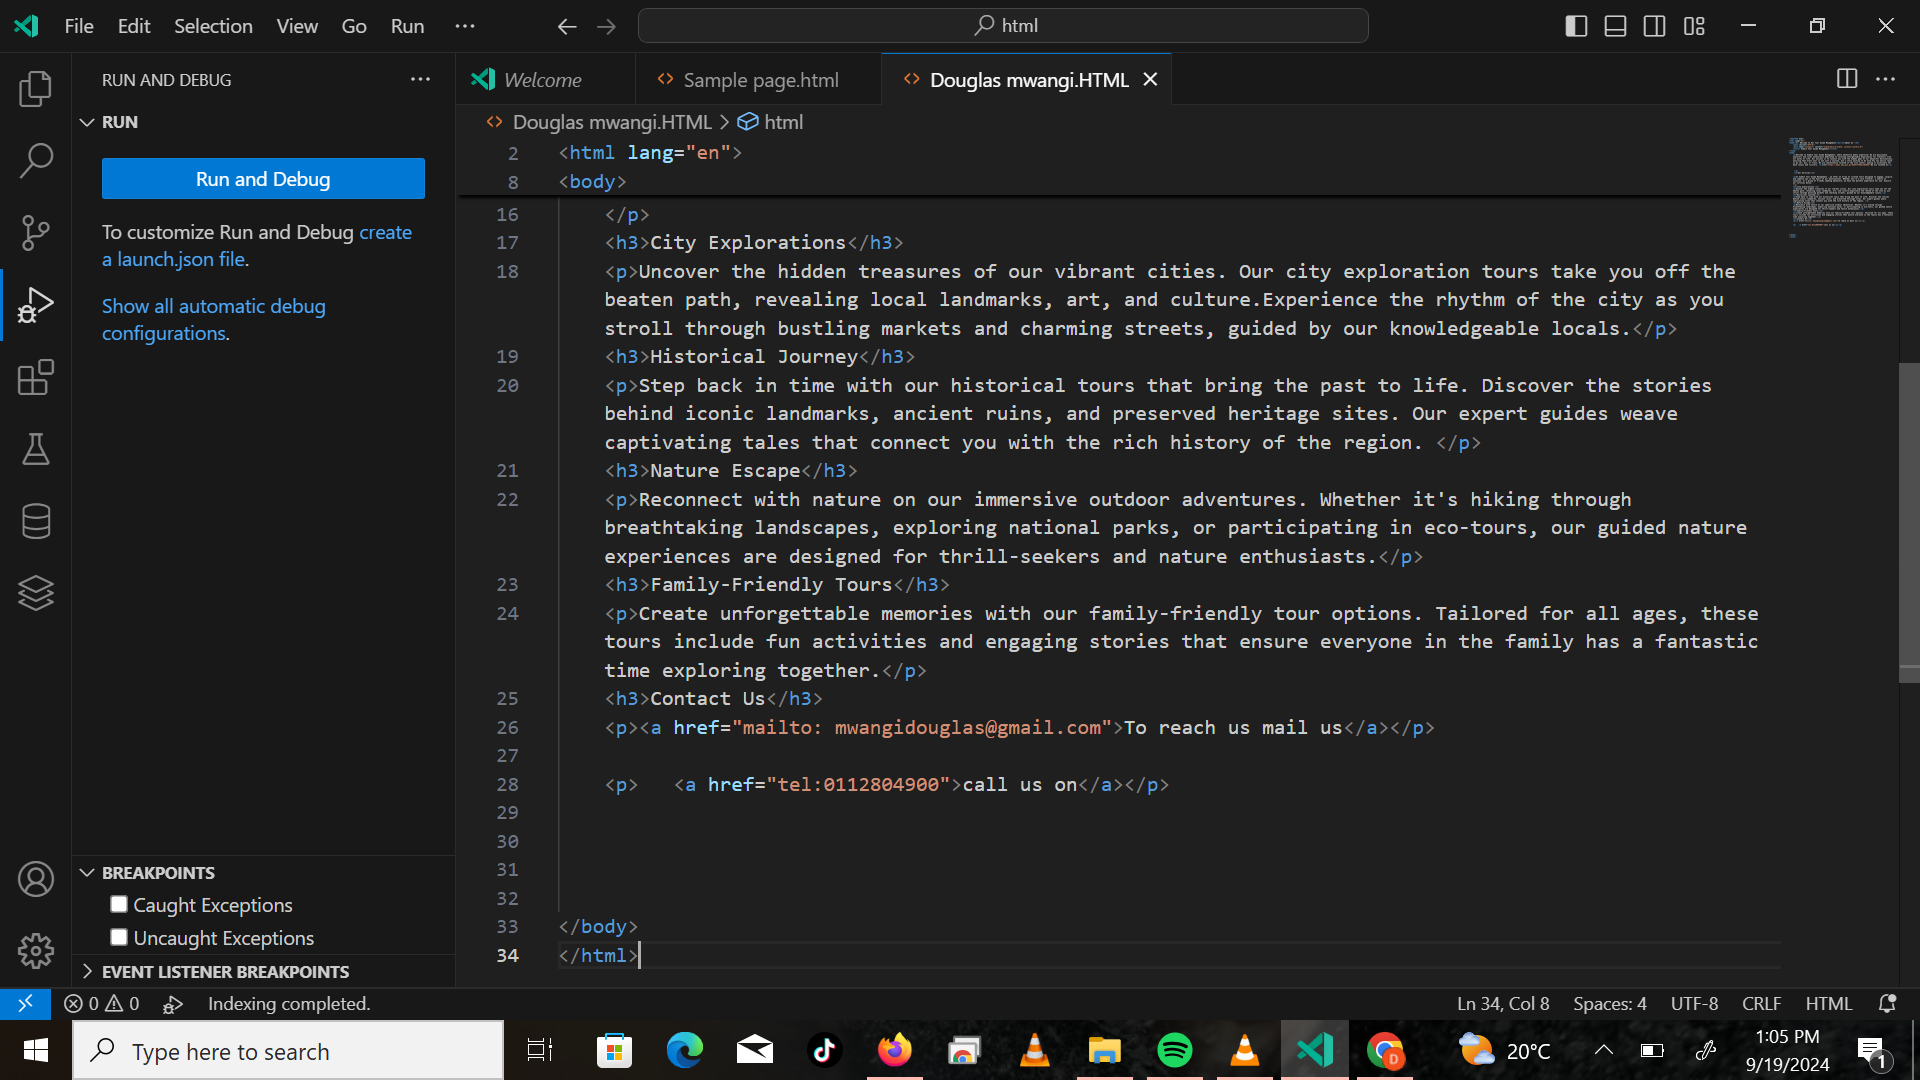 File Edit Selection View Go Run ··· html
RUN AND DEBUG ···
RUN
Run and Debug
To customize Run and Debug create
a launch.json file.
Show all automatic debug
configurations.
BREAKPOINTS
Caught Exceptions
Uncaught Exceptions
EVENT LISTENER BREAKPOINTS
Welcome Sample page.html Douglas mwangi.HTML
Douglas mwangi.HTML > html
2 <html lang="en">
8 <body>
16 </p>
17 <h3>City Explorations</h3>
18 <p>Uncover the hidden treasures of our vibrant cities. Our city exploration tours take you off the
beaten path, revealing local landmarks, art, and culture.Experience the rhythm of the city as you
stroll through bustling markets and charming streets, guided by our knowledgeable locals.</p>
19 <h3>Historical Journey</h3>
20 <p>Step back in time with our historical tours that bring the past to life. Discover the stories
behind iconic landmarks, ancient ruins, and preserved heritage sites. Our expert guides weave
captivating tales that connect you with the rich history of the region. </p>
21 <h3>Nature Escape</h3>
22 <p>Reconnect with nature on our immersive outdoor adventures. Whether it's hiking through
breathtaking landscapes, exploring national parks, or participating in eco-tours, our guided nature
experiences are designed for thrill-seekers and nature enthusiasts.</p>
23 <h3>Family-Friendly Tours</h3>
24 <p>Create unforgettable memories with our family-friendly tour options. Tailored for all ages, these
tours include fun activities and engaging stories that ensure everyone in the family has a fantastic
time exploring together.</p>
25 <h3>Contact Us</h3>
26 <p><a href="mailto: mwangidouglas@gmail.com">To reach us mail us</a></p>
27
28 <p>   <a href="tel:0112804900">call us on</a></p>
29
30
31
32
33 </body>
34 </html>
0 0 Indexing completed. Ln 34, Col 8 Spaces: 4 UTF-8 CRLF HTML
Type here to search D 20°C 1:05 PM
9/19/2024 1